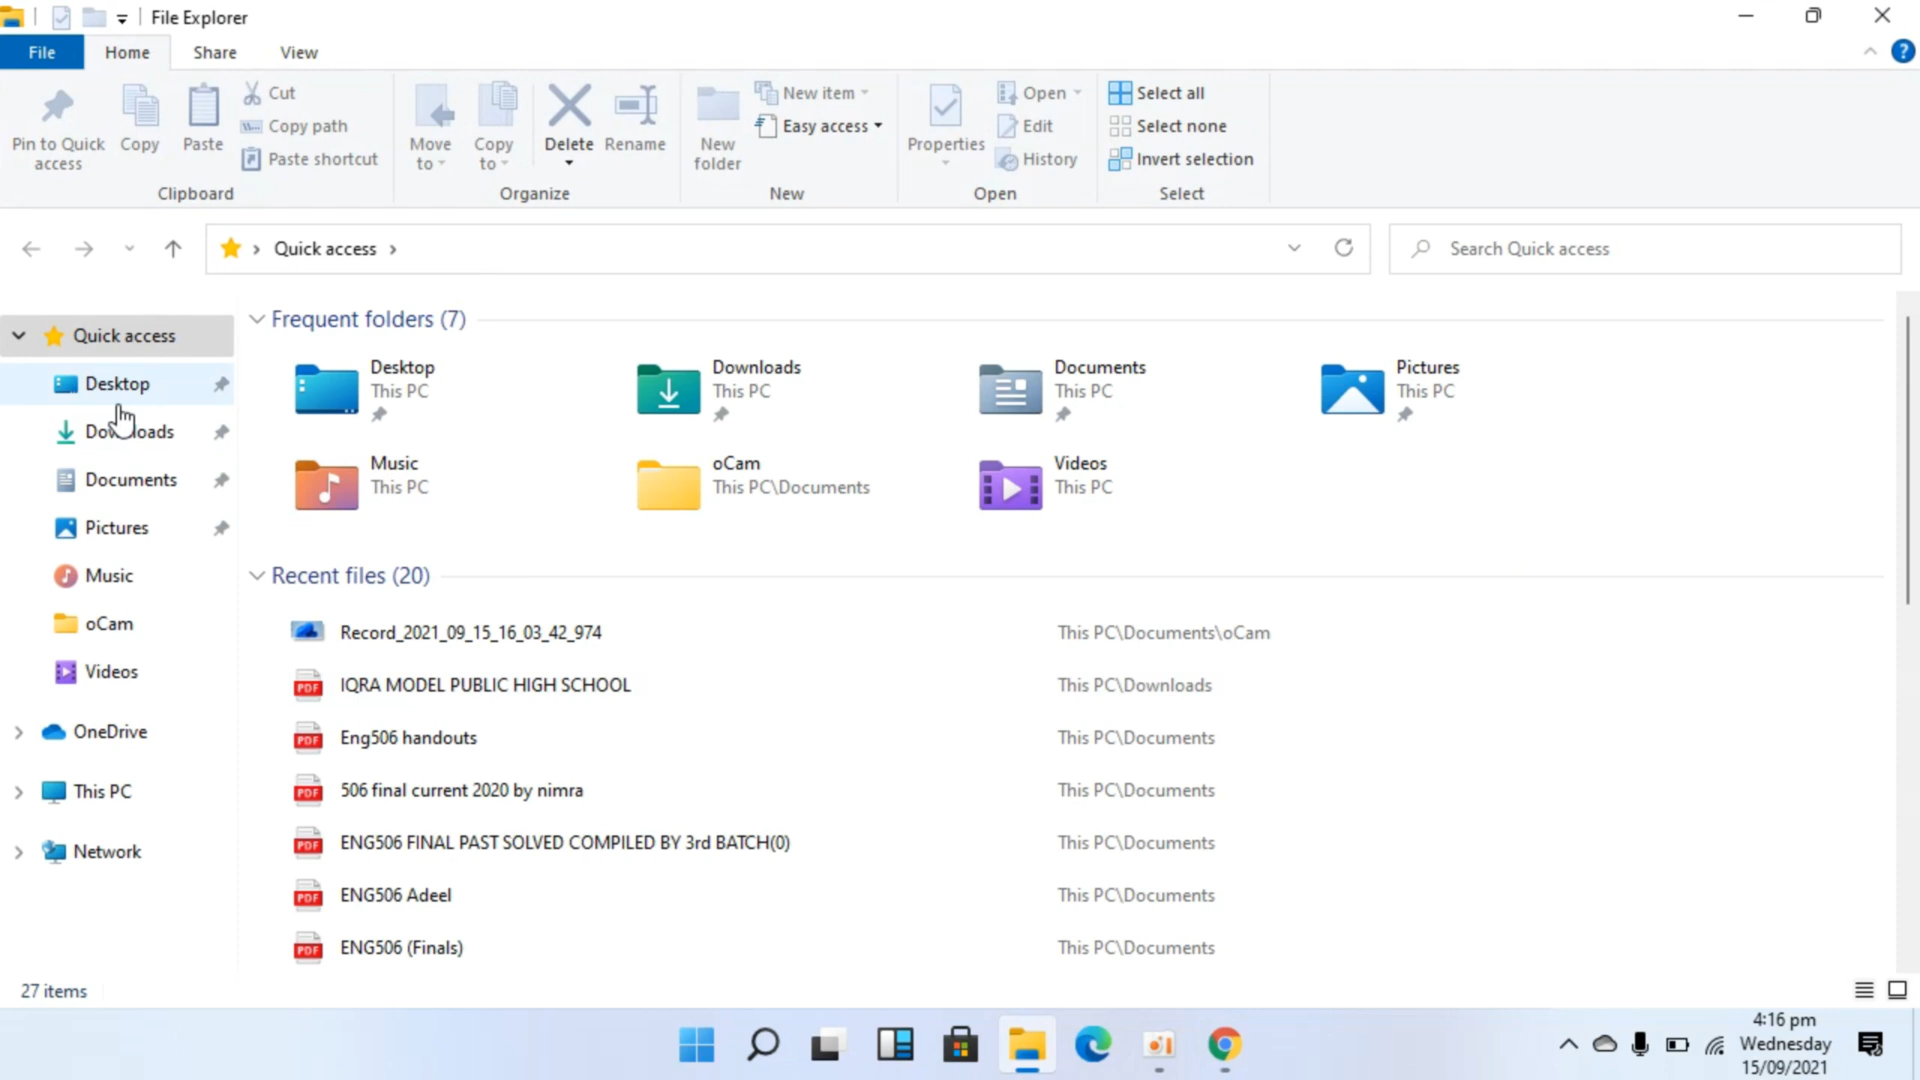 File Explorer
File Home Share View
Pin to Quick access
Copy
Paste
Cut
Copy path
Paste shortcut
Clipboard
Move to
Copy to
Delete
Rename
Organize
New folder
New item
Easy access
New
Properties
Open
Edit
History
Open
Select all
Select none
Invert selection
Select
Quick access
Search Quick access
Quick access
Desktop
Downloads
Documents
Pictures
Music
oCam
Videos
OneDrive
This PC
Network
Frequent folders (7)
Desktop
This PC
Downloads
This PC
Documents
This PC
Pictures
This PC
Music
This PC
oCam
This PC\Documents
Videos
This PC
Recent files (20)
Record_2021_09_15_16_03_42_974 This PC\Documents\oCam
PDF IQRA MODEL PUBLIC HIGH SCHOOL This PC\Downloads
PDF Eng506 handouts This PC\Documents
PDF 506 final current 2020 by nimra This PC\Documents
PDF ENG506 FINAL PAST SOLVED COMPILED BY 3rd BATCH(0) This PC\Documents
PDF ENG506 Adeel This PC\Documents
PDF ENG506 (Finals) This PC\Documents
27 items
4:16 pm
Wednesday
15/09/2021